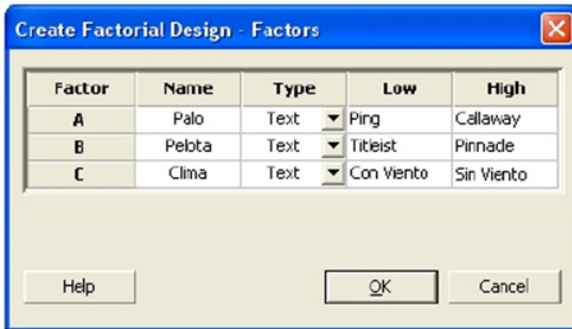 Create Factorial Design - Factors
Factor Name Type Low High
A Palo Text Ping Callaway
B Pelota Text Titleist Pinnade
C Clima Text Con Viento Sin Viento
Help OK Cancel